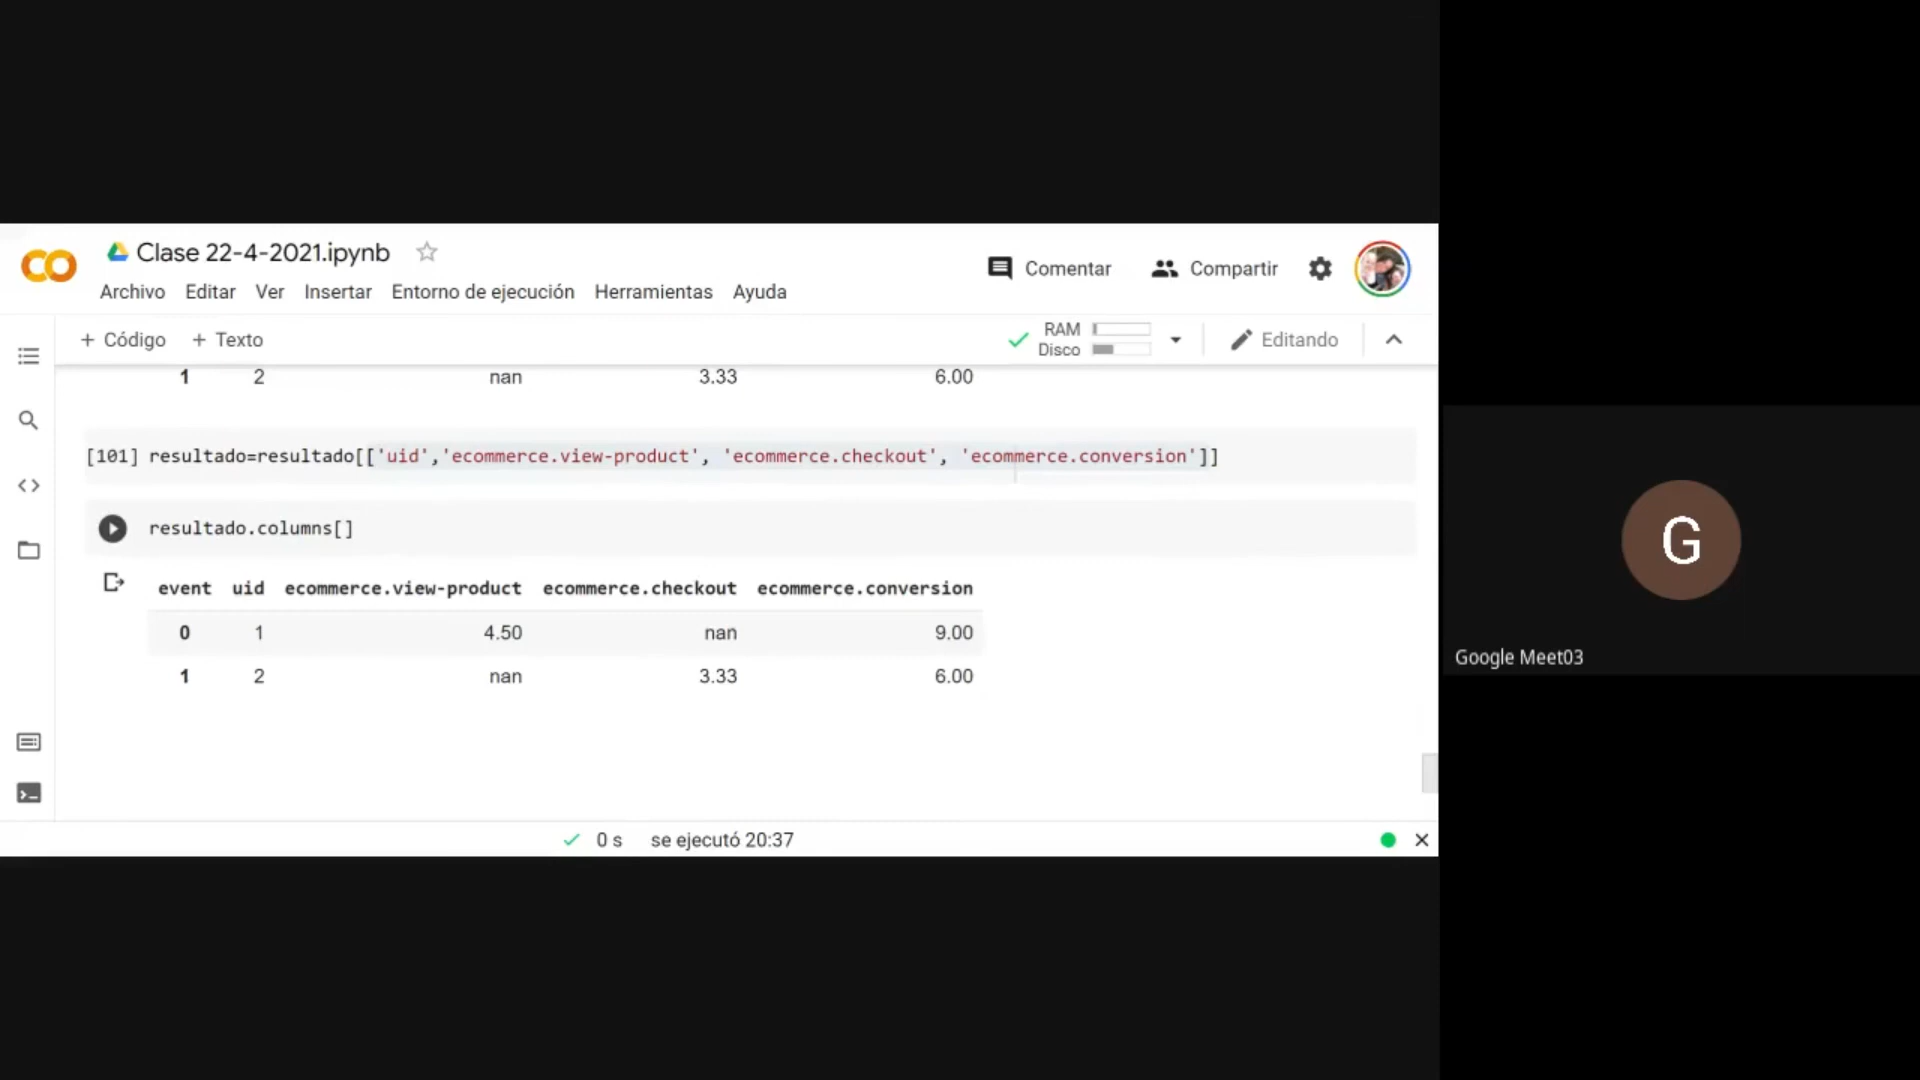 Clase 22-4-2021.ipynb
Comentar
Compartir
Archivo Editar Ver Insertar Entorno de ejecución Herramientas Ayuda
+ Código + Texto
RAM
Disco
Editando
1 2 nan 3.33 6.00
[101] resultado=resultado[['uid','ecommerce.view-product', 'ecommerce.checkout', 'ecommerce.conversion']]
resultado.columns[]
event uid ecommerce.view-product ecommerce.checkout ecommerce.conversion
0 1 4.50 nan 9.00
1 2 nan 3.33 6.00
0 s se ejecutó 20:37
G
Google Meet03